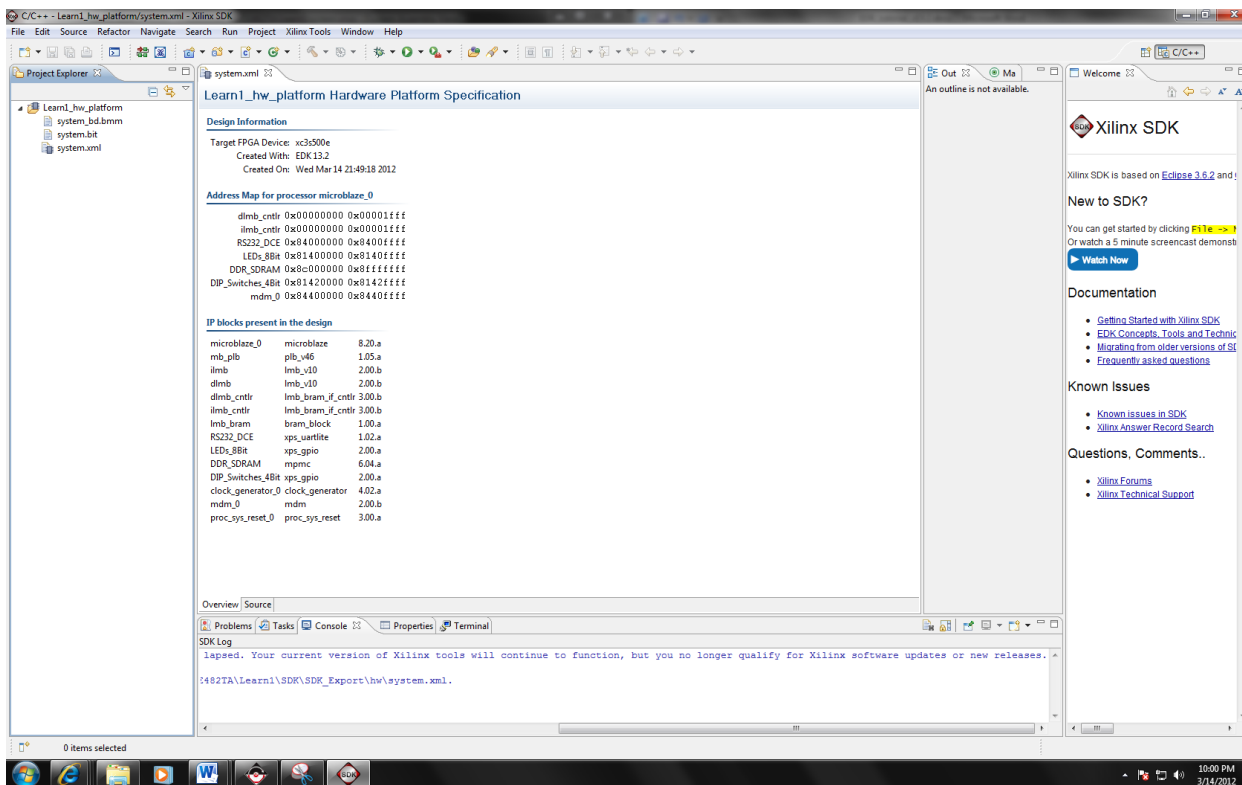 C/C++ - Learn1_hw_platform/system.xml - Xilinx SDK
File Edit Source Refactor Navigate Search Run Project Xilinx Tools Window Help
C/C++
Project Explorer
Learn1_hw_platform
system_bd.bmm
system.bit
system.xml
system.xml
Learn1_hw_platform Hardware Platform Specification
Design Information
Target FPGA Device: xc3s500e
Created With: EDK 13.2
Created On: Wed Mar 14 21:49:18 2012
Address Map for processor microblaze_0
dlmb_cntlr 0x00000000 0x00001fff
ilmb_cntlr 0x00000000 0x00001fff
RS232_DCE 0x84000000 0x8400ffff
LEDs_8Bit 0x81400000 0x8140ffff
DDR_SDRAM 0x8c000000 0x8fffffff
DIP_Switches_4Bit 0x81420000 0x8142ffff
mdm_0 0x84400000 0x8440ffff
IP blocks present in the design
microblaze_0 microblaze 8.20.a
mb_plb plb_v46 1.05.a
ilmb lmb_v10 2.00.b
dlmb lmb_v10 2.00.b
dlmb_cntlr lmb_bram_if_cntlr 3.00.b
ilmb_cntlr lmb_bram_if_cntlr 3.00.b
lmb_bram bram_block 1.00.a
RS232_DCE xps_uartlite 1.02.a
LEDs_8Bit xps_gpio 2.00.a
DDR_SDRAM mpmc 6.04.a
DIP_Switches_4Bit xps_gpio 2.00.a
clock_generator_0 clock_generator 4.02.a
mdm_0 mdm 2.00.b
proc_sys_reset_0 proc_sys_reset 3.00.a
Overview Source
Out Ma
An outline is not available.
Welcome
SDK Xilinx SDK
Xilinx SDK is based on Eclipse 3.6.2 and
New to SDK?
You can get started by clicking File ->
Or watch a 5 minute screencast demonst
Watch Now
Documentation
Getting Started with Xilinx SDK
EDK Concepts, Tools and Techniq
Migrating from older versions of SD
Frequently asked questions
Known Issues
Known issues in SDK
Xilinx Answer Record Search
Questions, Comments..
Xilinx Forums
Xilinx Technical Support
Problems Tasks Console Properties Terminal
SDK Log
lapsed. Your current version of Xilinx tools will continue to function, but you no longer qualify for Xilinx software updates or new releases.
482TA\Learn1\SDK\SDK_Export\hw\system.xml.
0 items selected
SDK
10:00 PM
3/14/2012